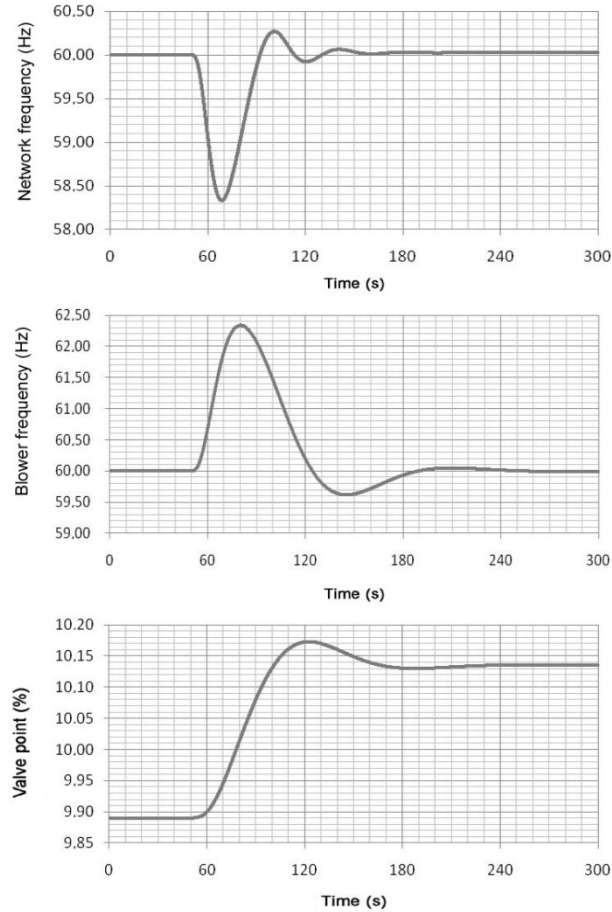 Network frequency (Hz)
60.50
60.00
59.50
59.00
58.50
58,00
0 60 120 180 240 300
Time (s)
Blower frequency (Hz)
62.50
62.00
61.50
61.00
60.50
60.00
59.50
59.00
0 60 120 180 240 300
Time (s)
Valve point (%)
10.20
10.15
10.10
10.05
10.00
9.95
9.90
9.85
0 60 120 180 240 300
Time (s)